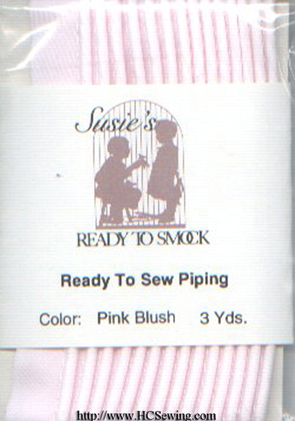 Susie's
READY TO SMOCK
Ready To Sew Piping
Color: Pink Blush 3 Yds.
http://www.HCSewing.com